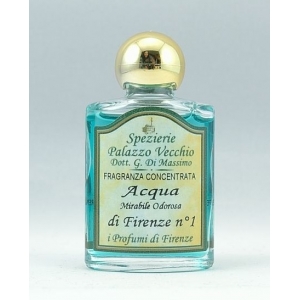 Spezierie
Palazzo Vecchio
Dott. G. Di Massimo
FRAGRANZA CONCENTRATA
Acqua
Mirabile Odorosa
di Firenze n°1
i Profumi di Firenze